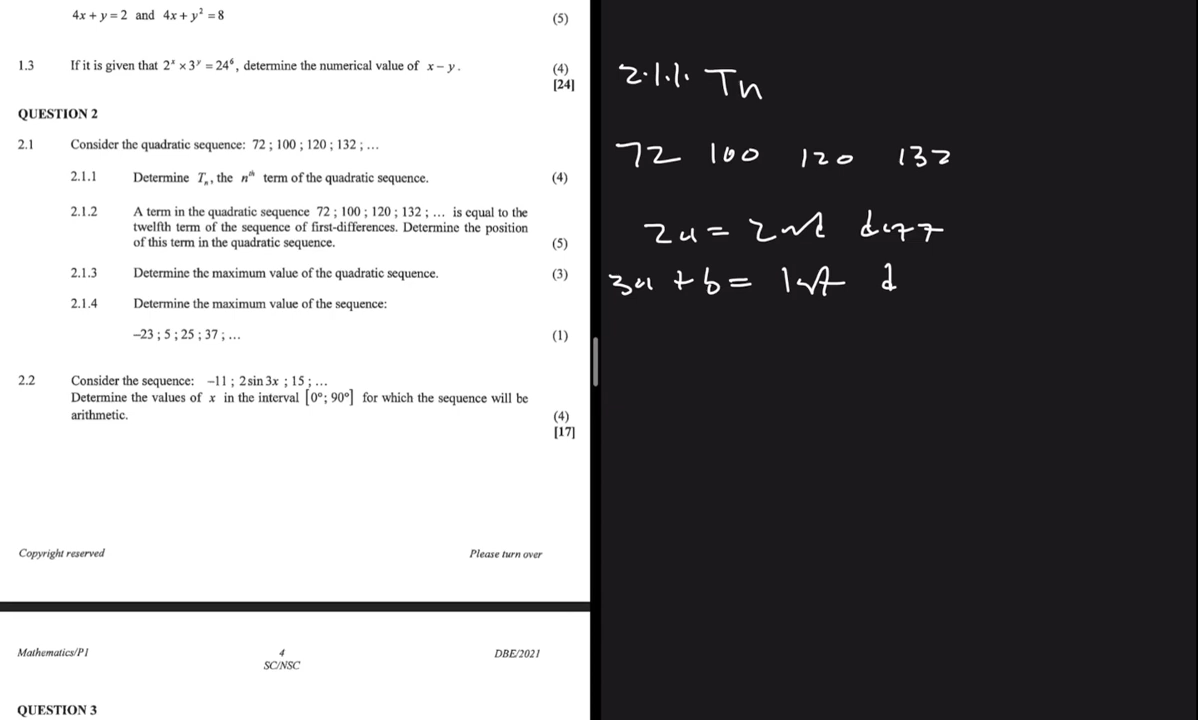 4x + y = 2 and 4x + y² = 8 (5)
1.3 If it is given that 2ˣ × 3ʸ = 24⁶, determine the numerical value of x − y. (4)
[24]
QUESTION 2
2.1 Consider the quadratic sequence: 72 ; 100 ; 120 ; 132 ; …
2.1.1 Determine Tₙ, the nᵗʰ term of the quadratic sequence. (4)
2.1.2 A term in the quadratic sequence 72 ; 100 ; 120 ; 132 ; … is equal to the
twelfth term of the sequence of first-differences. Determine the position
of this term in the quadratic sequence. (5)
2.1.3 Determine the maximum value of the quadratic sequence. (3)
2.1.4 Determine the maximum value of the sequence:
−23 ; 5 ; 25 ; 37 ; … (1)
2.2 Consider the sequence: −11 ; 2 sin 3x ; 15 ; …
Determine the values of x in the interval [0°; 90°] for which the sequence will be
arithmetic. (4)
[17]
Copyright reserved Please turn over
Mathematics/P1 4 DBE/2021
SC/NSC
QUESTION 3
2.1.1. Tn
72 100 120 132
2a = 2nd diff
3a + b = 1st d